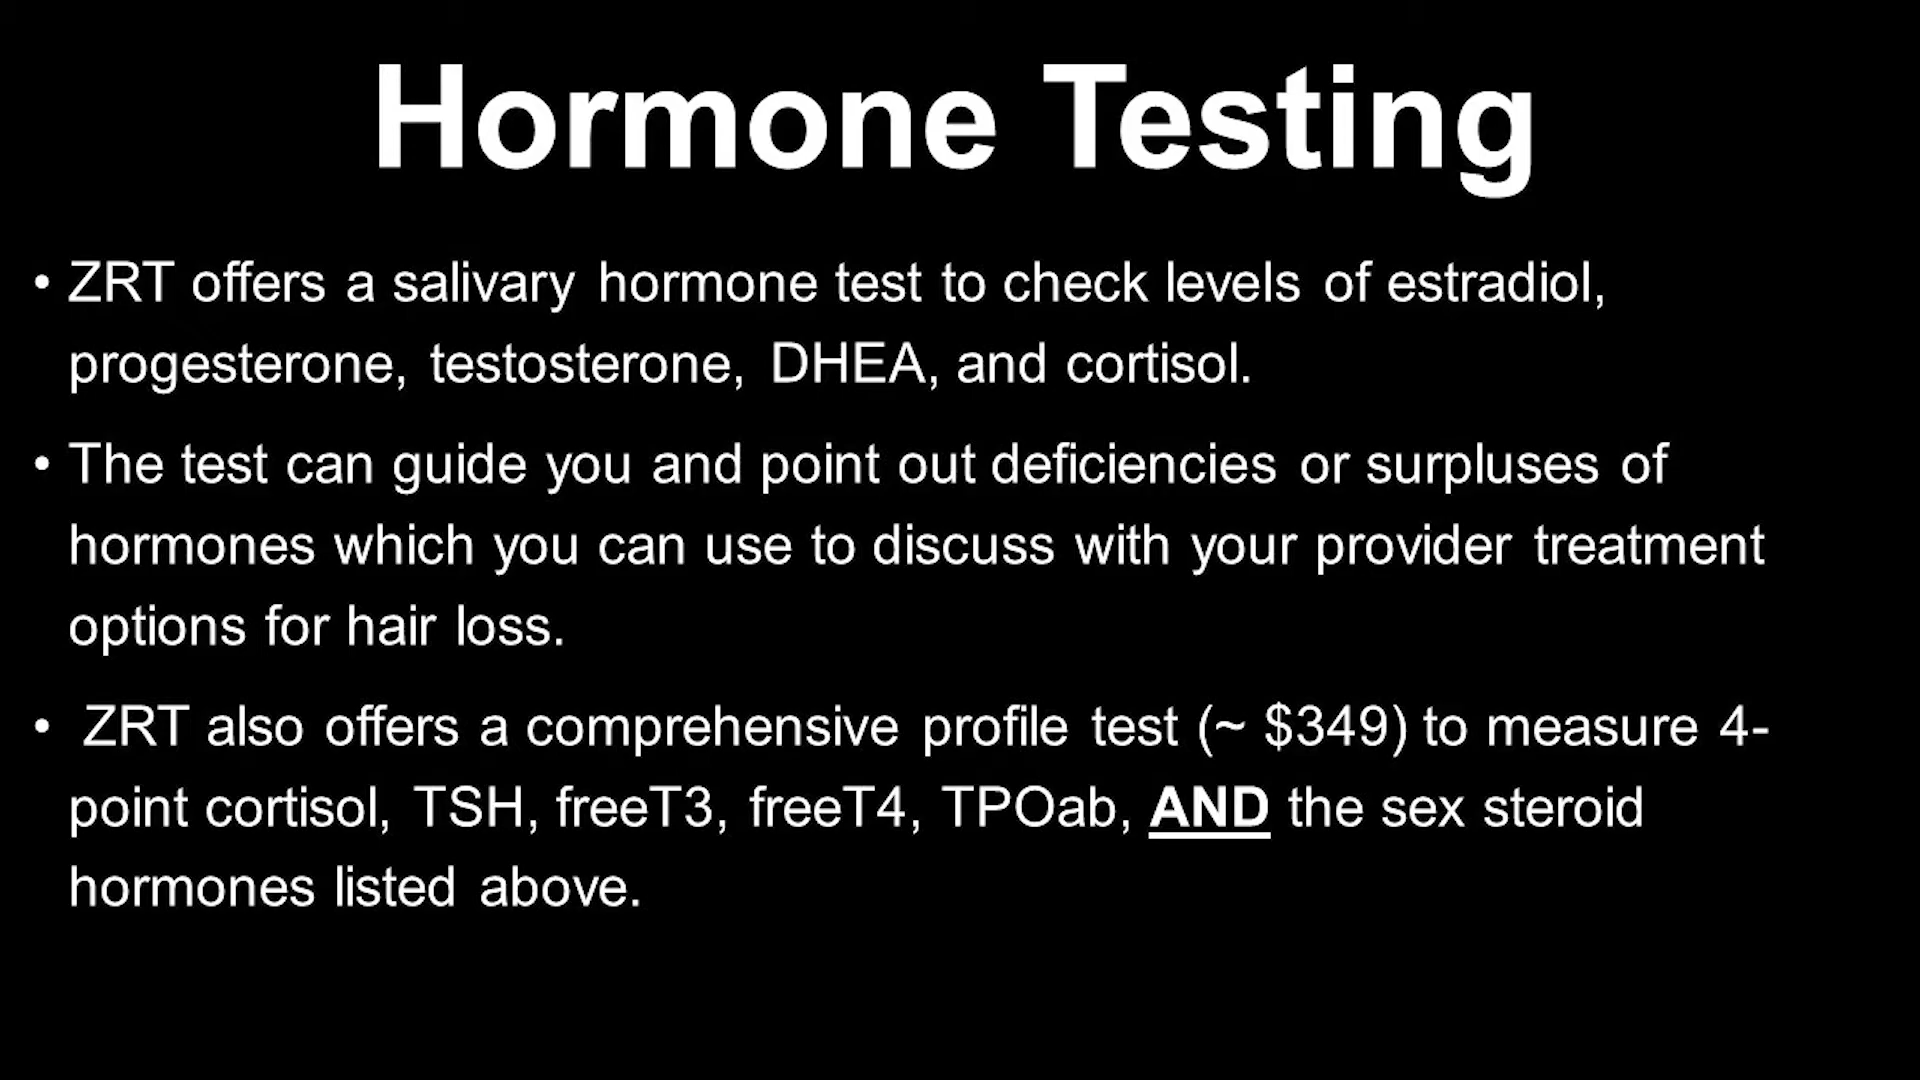 Hormone Testing
• ZRT offers a salivary hormone test to check levels of estradiol,
progesterone, testosterone, DHEA, and cortisol.
• The test can guide you and point out deficiencies or surpluses of
hormones which you can use to discuss with your provider treatment
options for hair loss.
• ZRT also offers a comprehensive profile test (~ $349) to measure 4-
point cortisol, TSH, freeT3, freeT4, TPOab, AND the sex steroid
hormones listed above.